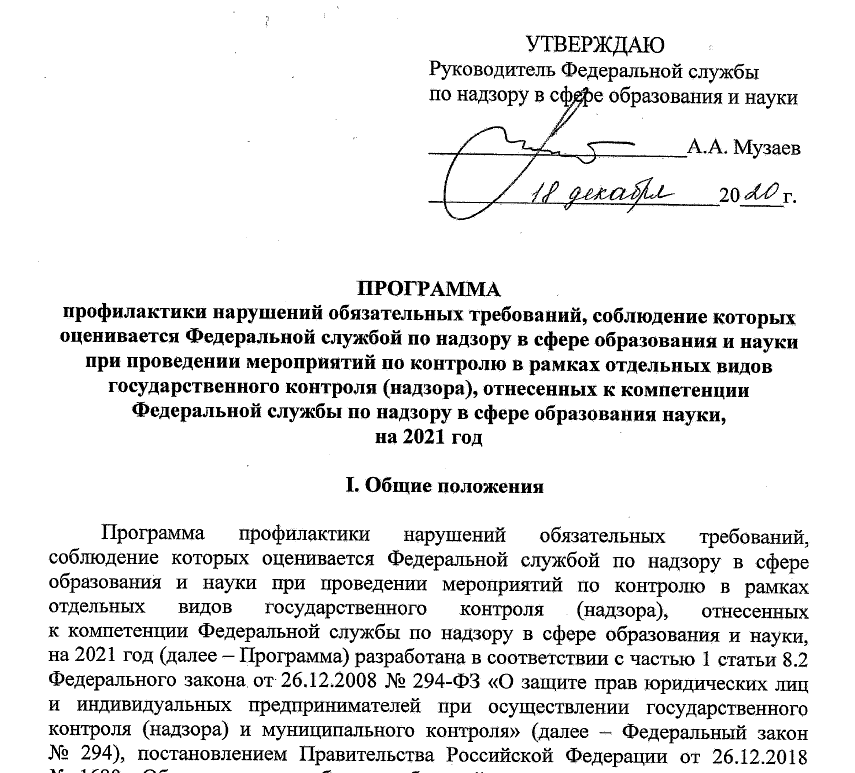 УТВЕРЖДАЮ
Руководитель Федеральной службы
по надзору в сфере образования и науки
А.А. Музаев
18 декабря 2020 г.
ПРОГРАММА
профилактики нарушений обязательных требований, соблюдение которых
оценивается Федеральной службой по надзору в сфере образования и науки
при проведении мероприятий по контролю в рамках отдельных видов
государственного контроля (надзора), отнесенных к компетенции
Федеральной службы по надзору в сфере образования науки,
на 2021 год
I. Общие положения
Программа профилактики нарушений обязательных требований,
соблюдение которых оценивается Федеральной службой по надзору в сфере
образования и науки при проведении мероприятий по контролю в рамках
отдельных видов государственного контроля (надзора), отнесенных
к компетенции Федеральной службы по надзору в сфере образования и науки,
на 2021 год (далее – Программа) разработана в соответствии с частью 1 статьи 8.2
Федерального закона от 26.12.2008 № 294-ФЗ «О защите прав юридических лиц
и индивидуальных предпринимателей при осуществлении государственного
контроля (надзора) и муниципального контроля» (далее – Федеральный закон
№ 294), постановлением Правительства Российской Федерации от 26.12.2018